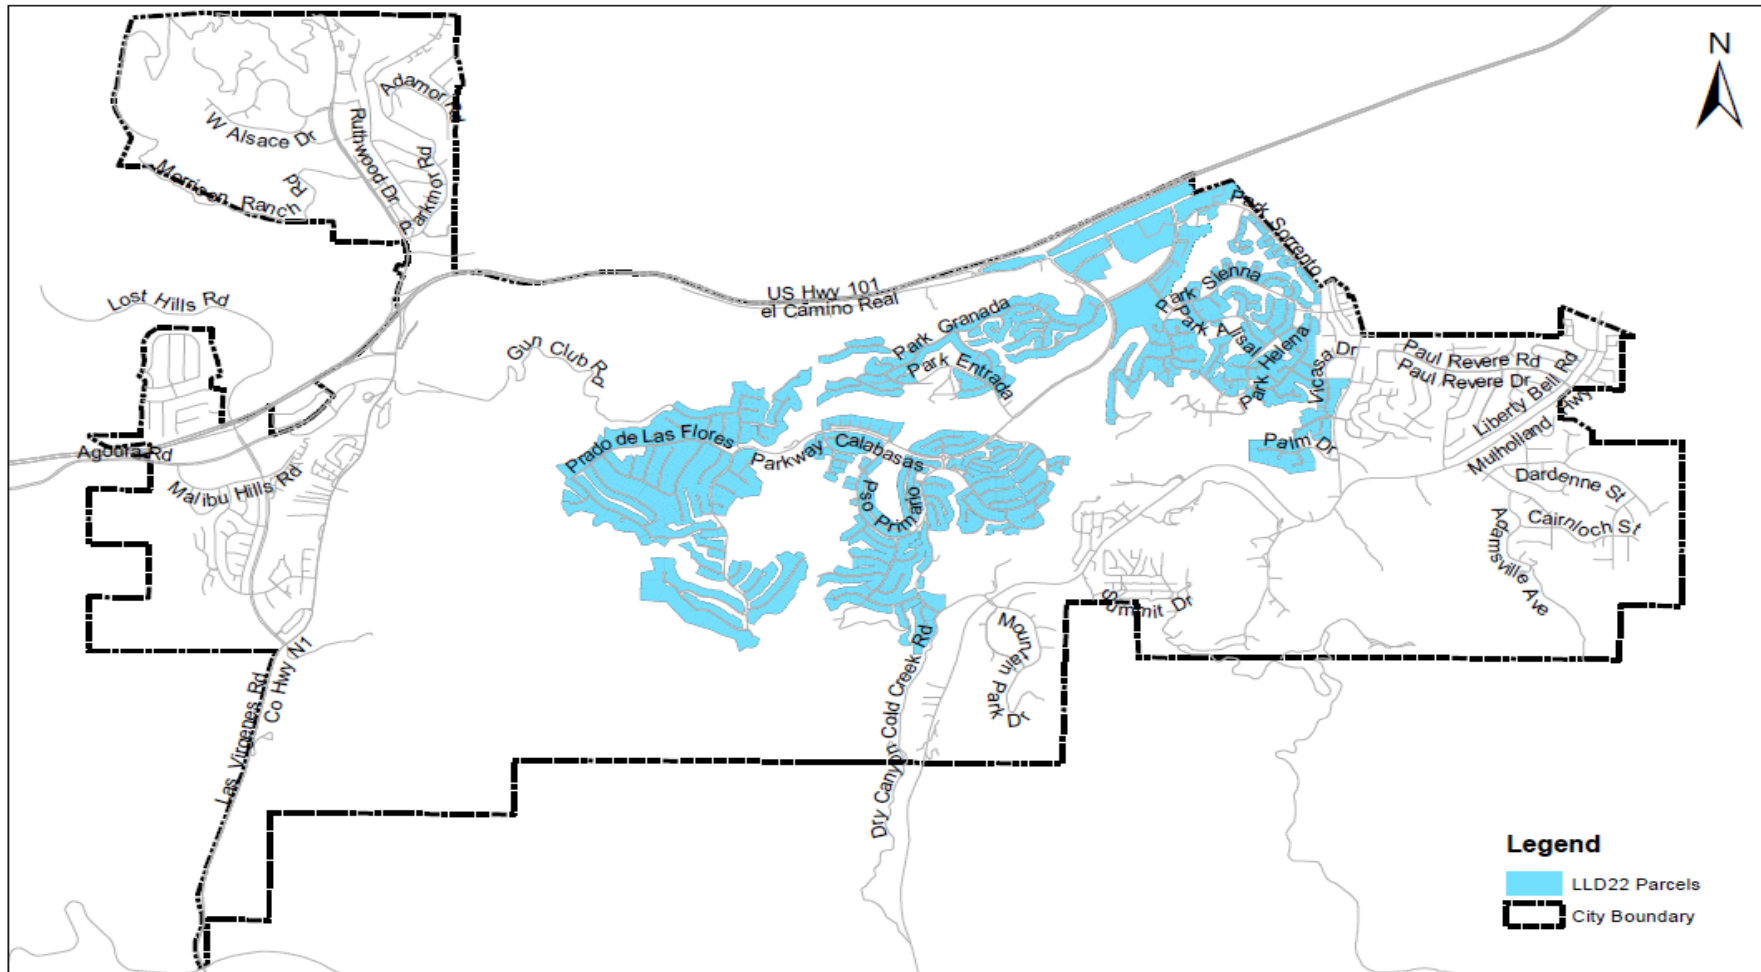 N
Adamor Rd
W Alsace Dr
Ruthwood Dr
Parkmor Rd
Morrison Ranch
Rd
Park Sorrento
Lost Hills Rd
US Hwy 101
el Camino Real
Park Sienna
Park Granada
Park Alisal
Park Helena
Gun Club Rd
Park Entrada
Vicasa Dr
Paul Revere Rd
Paul Revere Dr
Liberty Bell Rd
Mulholland Hwy
Prado de Las Flores
Parkway Calabasas
Palm Dr
Agoura Rd
Malibu Hills Rd
Dardenne St
Pso Primario
Cairnloch St
Adamsville Ave
Summit Dr
Mountain Park Dr
Las Virgenes Rd
Co Hwy N1
Dry Canyon Cold Creek Rd
Legend
LLD22 Parcels
City Boundary